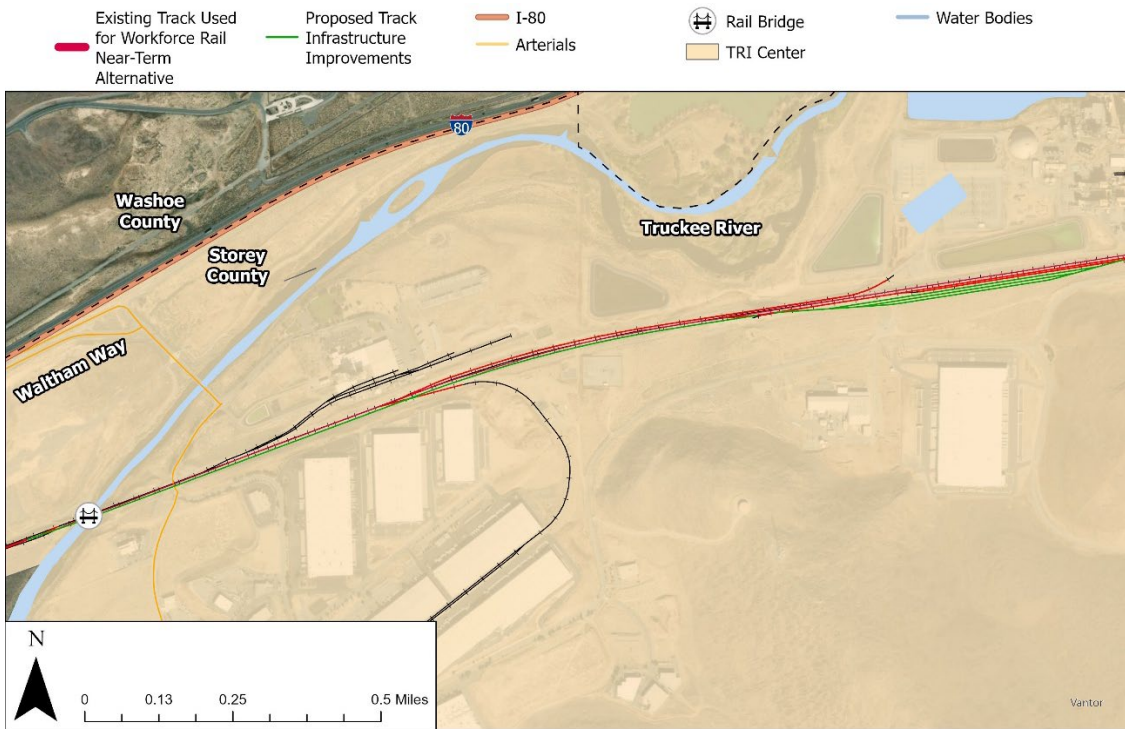 Existing Track Used
for Workforce Rail
Near-Term
Alternative
Proposed Track
Infrastructure
Improvements
I-80
Arterials
Rail Bridge
TRI Center
Water Bodies
80
Washoe
County
Storey
County
Truckee River
Waltham Way
N
0 0.13 0.25 0.5 Miles
Vantor